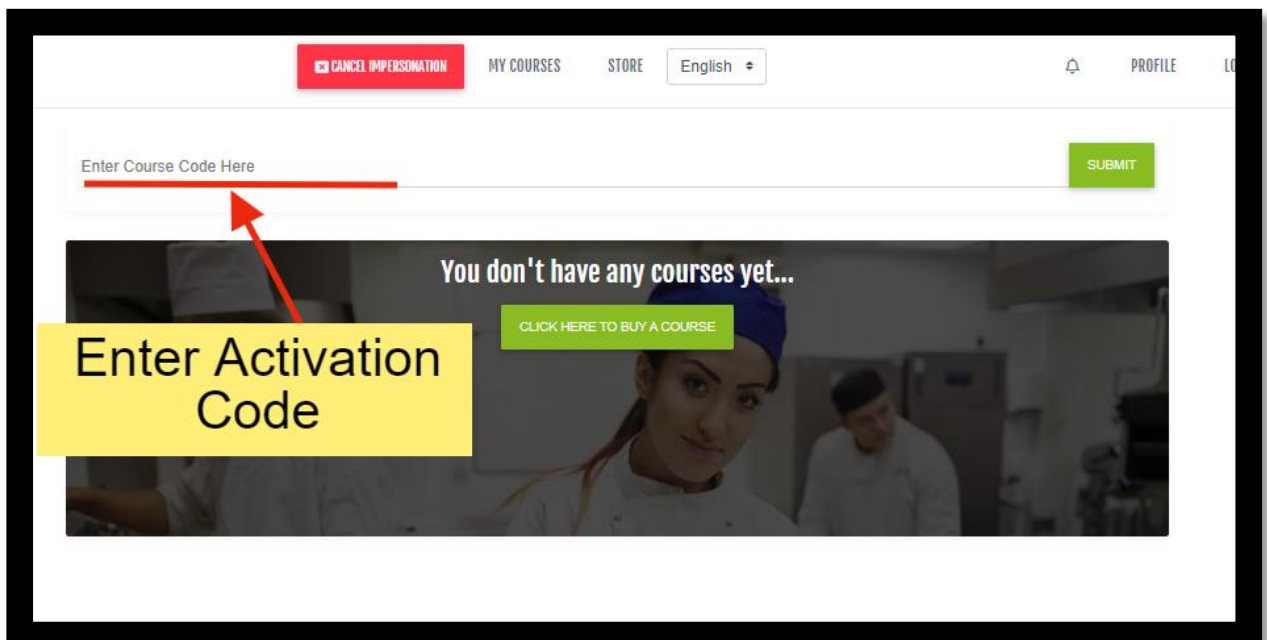 CANCEL IMPERSONATION MY COURSES STORE English PROFILE
Enter Course Code Here SUBMIT
You don't have any courses yet...
CLICK HERE TO BUY A COURSE
Enter Activation
Code